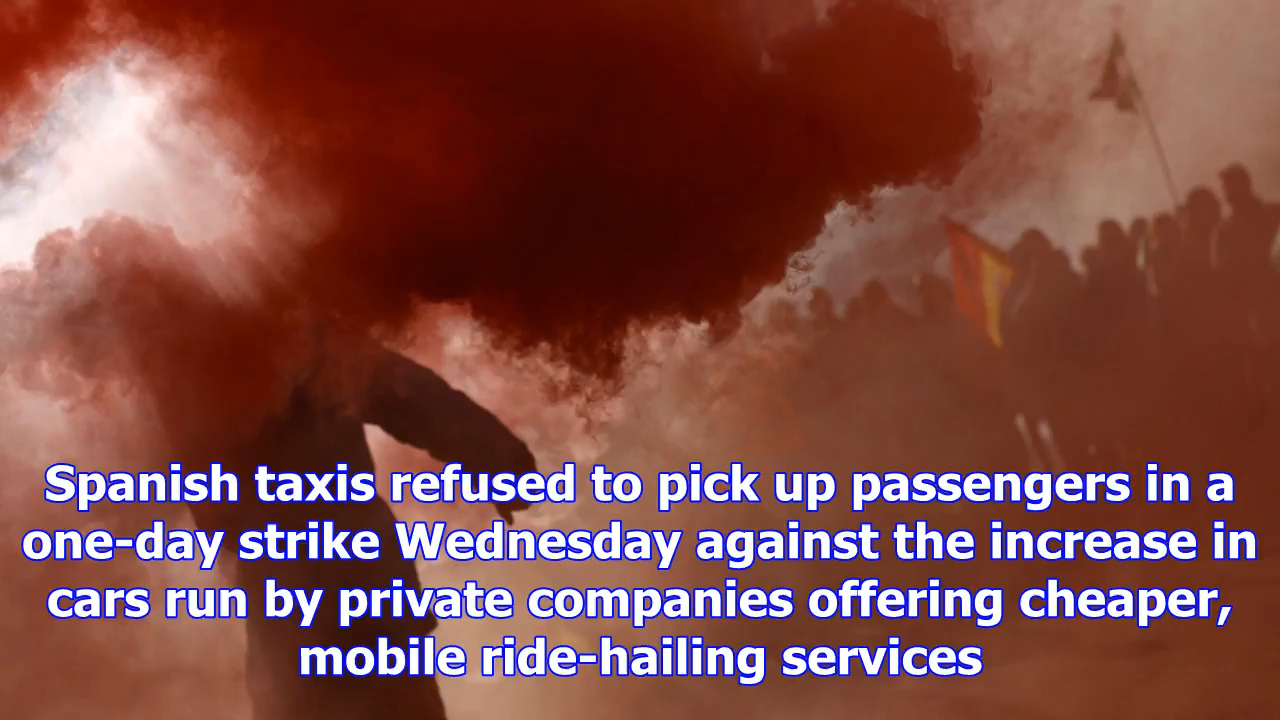 Spanish taxis refused to pick up passengers in a
one-day strike Wednesday against the increase in
cars run by private companies offering cheaper,
mobile ride-hailing services